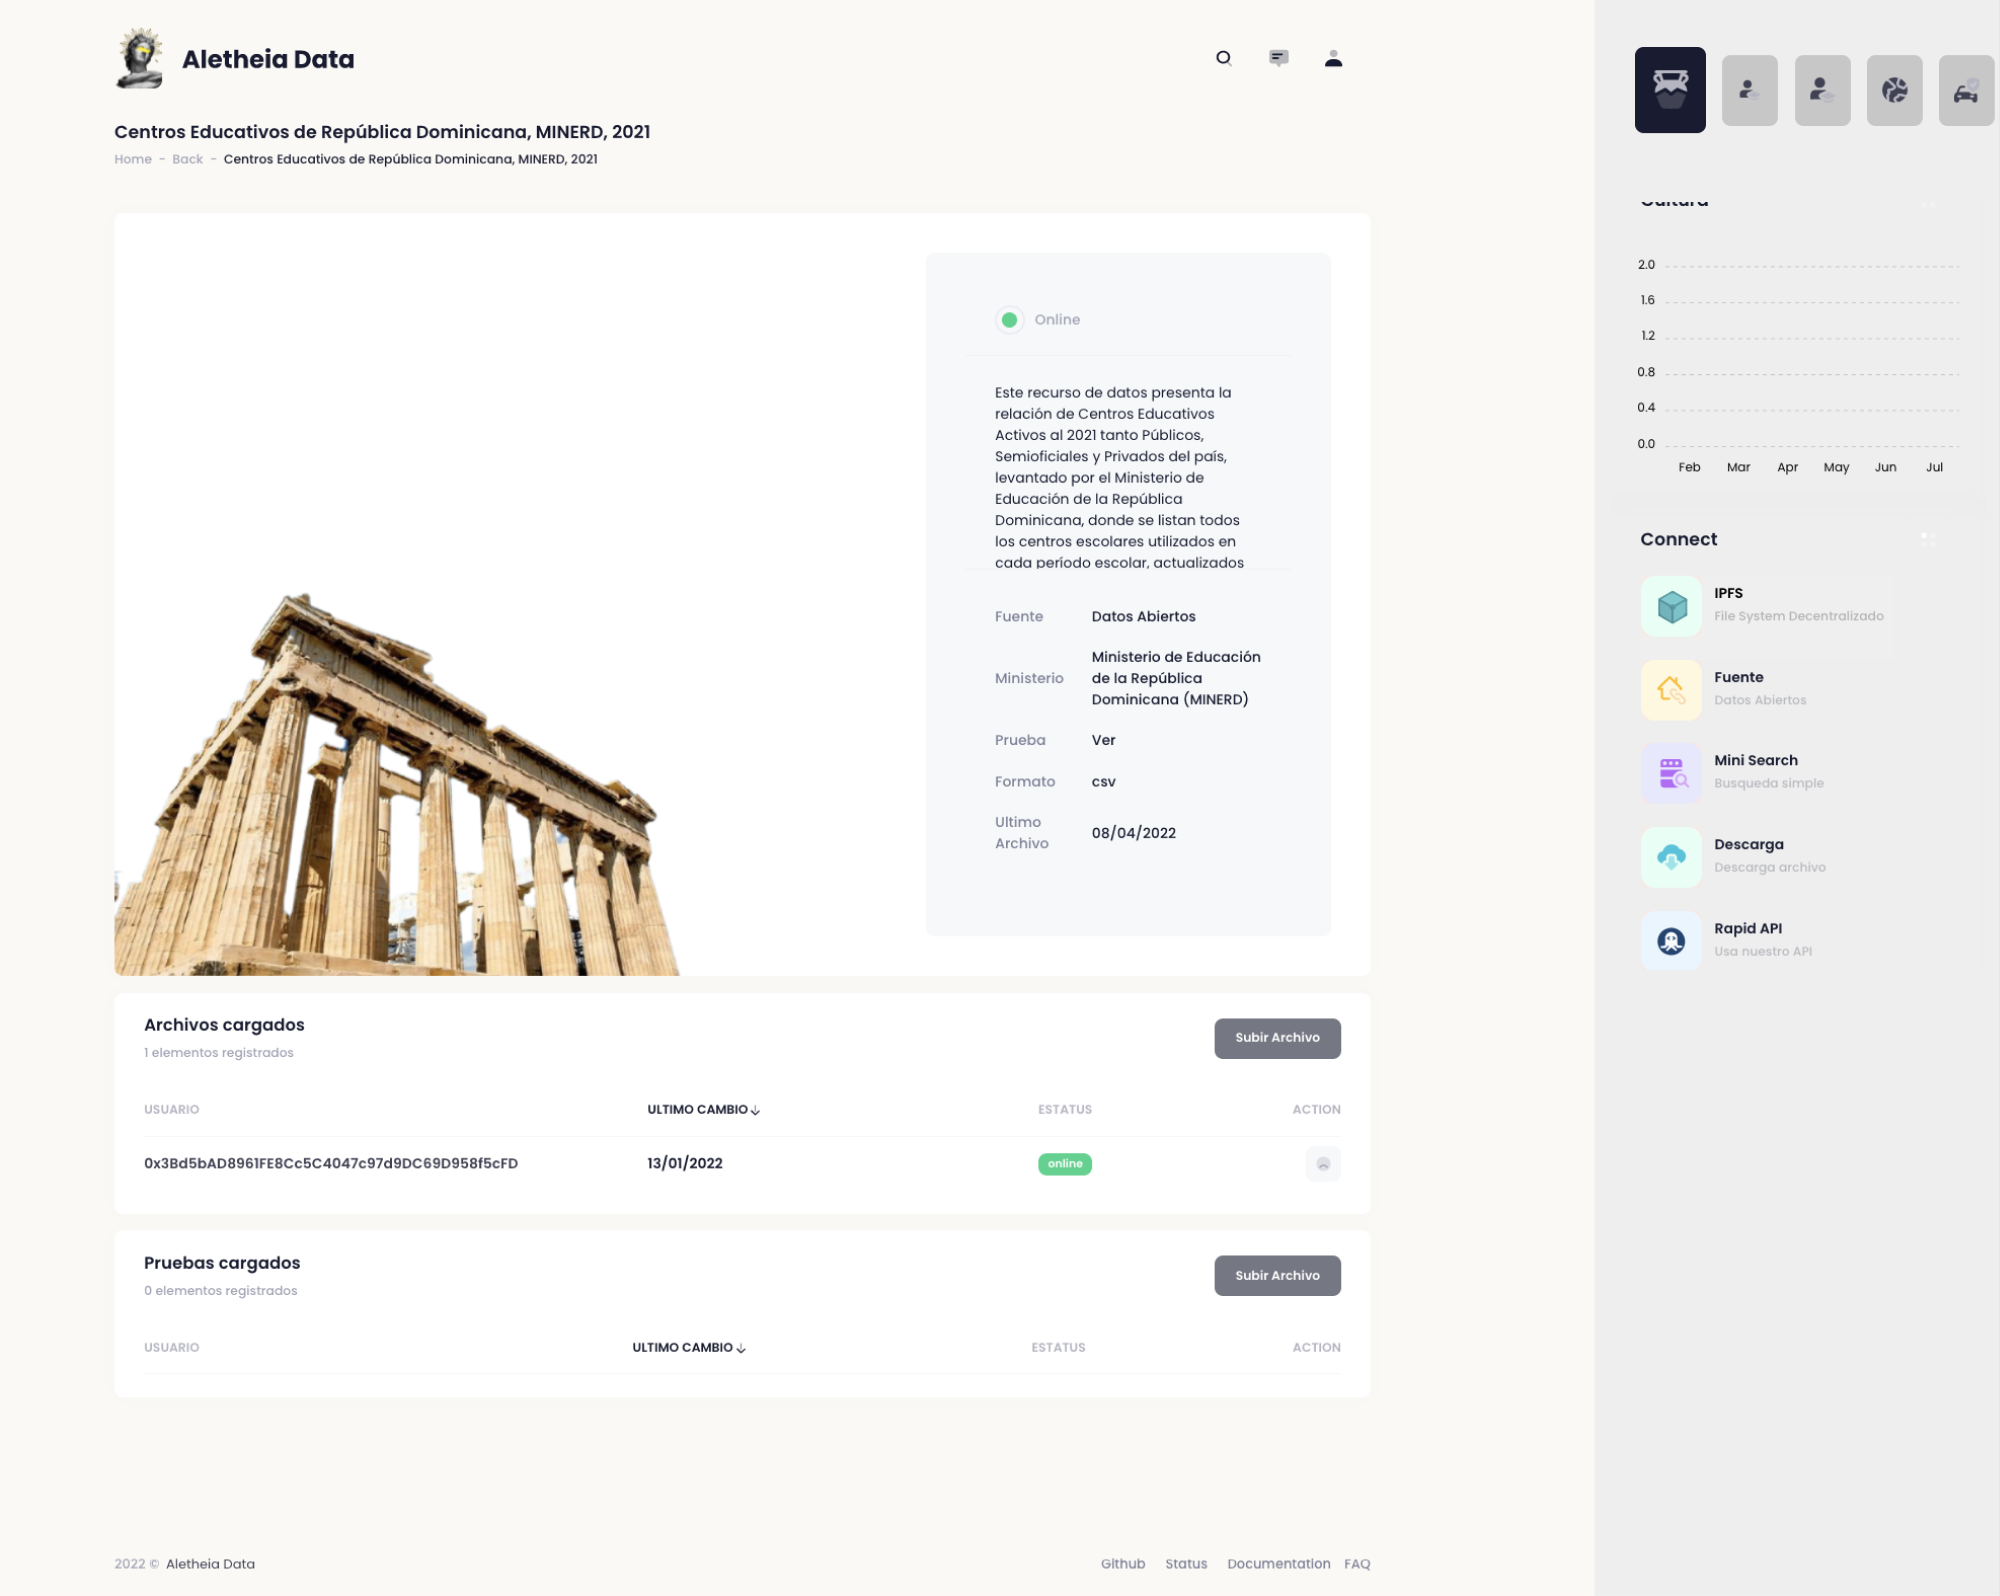 Aletheia Data
Centros Educativos de República Dominicana, MINERD, 2021
Home - Back - Centros Educativos de República Dominicana, MINERD, 2021
Online
Este recurso de datos presenta la
relación de Centros Educativos
Activos al 2021 tanto Públicos,
Semioficiales y Privados del país,
levantado por el Ministerio de
Educación de la República
Dominicana, donde se listan todos
los centros escolares utilizados en
cada período escolar, actualizados
Fuente Datos Abiertos
Ministerio Ministerio de Educación
de la República
Dominicana (MINERD)
Prueba Ver
Formato csv
Ultimo
Archivo 08/04/2022
Archivos cargados
1 elementos registrados
Subir Archivo
USUARIO ULTIMO CAMBIO ↓ ESTATUS ACTION
0x3Bd5bAD8961FE8Cc5C4047c97d9DC69D958f5cFD 13/01/2022 online
Pruebas cargados
0 elementos registrados
Subir Archivo
USUARIO ULTIMO CAMBIO ↓ ESTATUS ACTION
2022 © Aletheia Data
Github Status Documentation FAQ
Cultura
2.0
1.6
1.2
0.8
0.4
0.0
Feb Mar Apr May Jun Jul
Connect
IPFS
File System Decentralizado
Fuente
Datos Abiertos
Mini Search
Busqueda simple
Descarga
Descarga archivo
Rapid API
Usa nuestro API